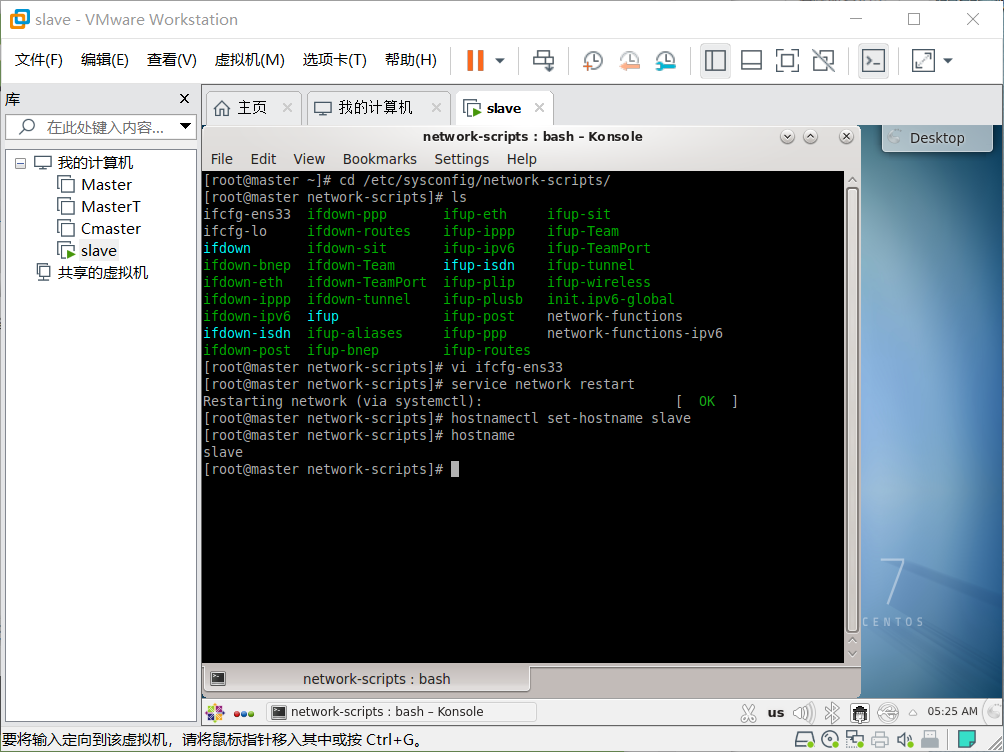 slave - VMware Workstation
文件(F) 编辑(E) 查看(V) 虚拟机(M) 选项卡(T) 帮助(H)
库
在此处键入内容...
我的计算机
Master
MasterT
Cmaster
slave
共享的虚拟机
主页 我的计算机 slave
network-scripts : bash – Konsole
Desktop
File Edit View Bookmarks Settings Help
[root@master ~]# cd /etc/sysconfig/network-scripts/
[root@master network-scripts]# ls
ifcfg-ens33 ifdown-ppp ifup-eth ifup-sit
ifcfg-lo ifdown-routes ifup-ippp ifup-Team
ifdown ifdown-sit ifup-ipv6 ifup-TeamPort
ifdown-bnep ifdown-Team ifup-isdn ifup-tunnel
ifdown-eth ifdown-TeamPort ifup-plip ifup-wireless
ifdown-ippp ifdown-tunnel ifup-plusb init.ipv6-global
ifdown-ipv6 ifup ifup-post network-functions
ifdown-isdn ifup-aliases ifup-ppp network-functions-ipv6
ifdown-post ifup-bnep ifup-routes
[root@master network-scripts]# vi ifcfg-ens33
[root@master network-scripts]# service network restart
Restarting network (via systemctl): [ OK ]
[root@master network-scripts]# hostnamectl set-hostname slave
[root@master network-scripts]# hostname
slave
[root@master network-scripts]#
7
CENTOS
network-scripts : bash
network-scripts : bash – Konsole
us
05:25 AM
要将输入定向到该虚拟机，请将鼠标指针移入其中或按 Ctrl+G。